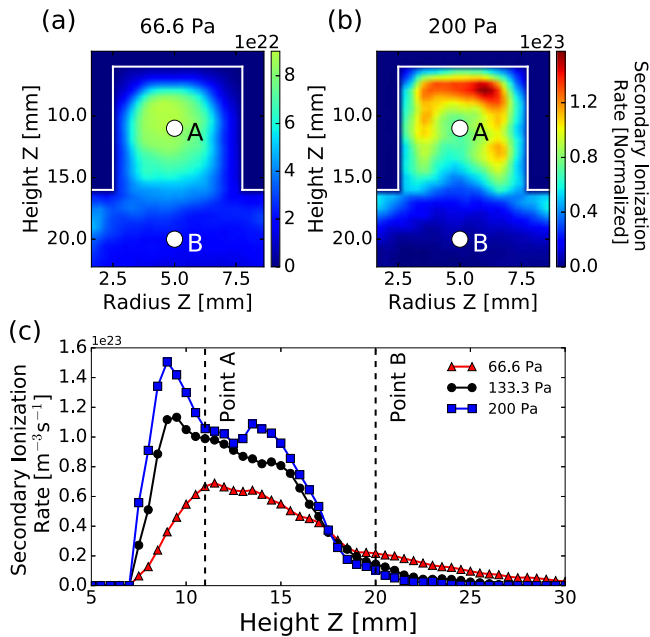 (a) 66.6 Pa
1e22
Height Z [mm]
10.0
15.0
20.0
A
B
2.5 5.0 7.5
Radius Z [mm]
8
6
4
2
0
(b) 200 Pa
1e23
Height Z [mm]
10.0
15.0
20.0
A
B
2.5 5.0 7.5
Radius Z [mm]
1.2
0.8
0.4
0.0
Secondary Ionization
Rate [Normalized]
(c)
1e23
Secondary Ionization
Rate [m⁻³s⁻¹]
1.6
1.4
1.2
1.0
0.8
0.6
0.4
0.2
0.0
Point A
Point B
66.6 Pa
133.3 Pa
200 Pa
5 10 15 20 25 30
Height Z [mm]